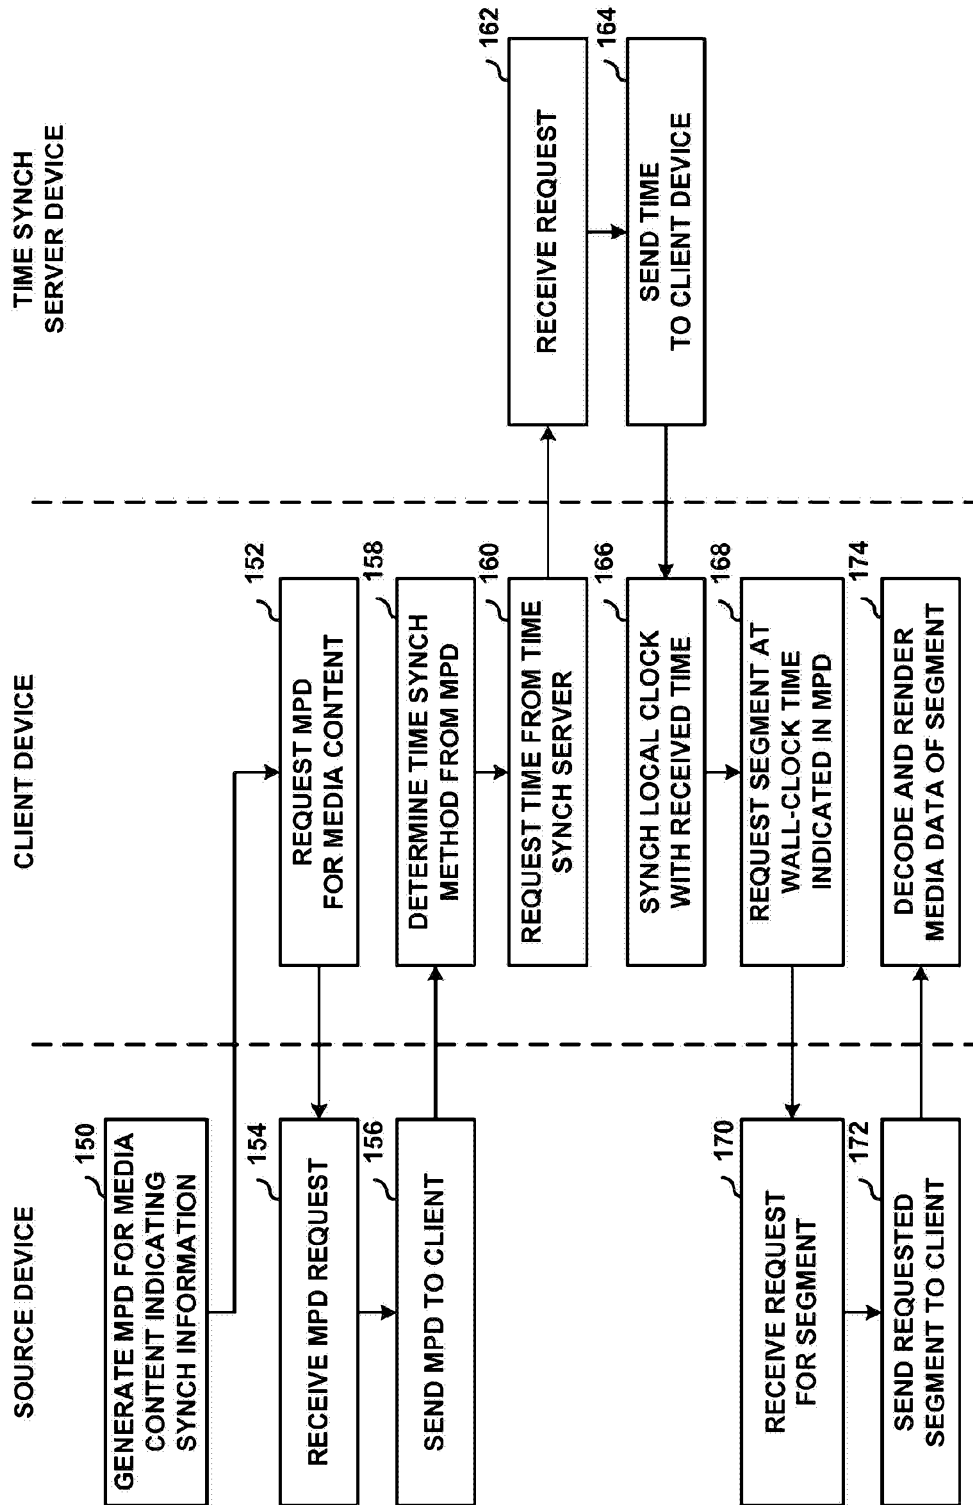 SOURCE DEVICE
CLIENT DEVICE
TIME SYNCH
SERVER DEVICE
150
GENERATE MPD FOR MEDIA
CONTENT INDICATING
SYNCH INFORMATION
152
REQUEST MPD
FOR MEDIA CONTENT
154
RECEIVE MPD REQUEST
156
SEND MPD TO CLIENT
158
DETERMINE TIME SYNCH
METHOD FROM MPD
160
REQUEST TIME FROM TIME
SYNCH SERVER
162
RECEIVE REQUEST
164
SEND TIME
TO CLIENT DEVICE
166
SYNCH LOCAL CLOCK
WITH RECEIVED TIME
168
REQUEST SEGMENT AT
WALL-CLOCK TIME
INDICATED IN MPD
170
RECEIVE REQUEST
FOR SEGMENT
172
SEND REQUESTED
SEGMENT TO CLIENT
174
DECODE AND RENDER
MEDIA DATA OF SEGMENT